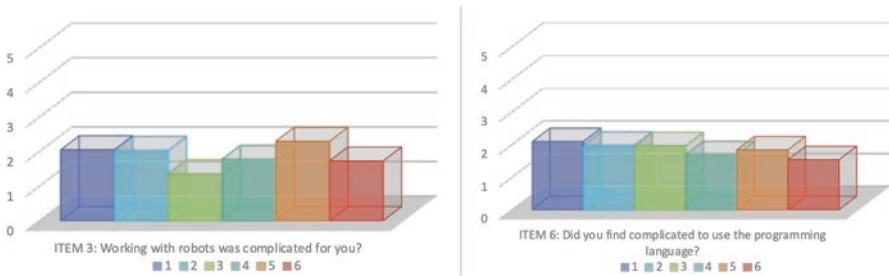 5
4
3
2
1
0
ITEM 3: Working with robots was complicated for you?
1 2 3 4 5 6
5
4
3
2
1
0
ITEM 6: Did you find complicated to use the programming
language?
1 2 3 4 5 6